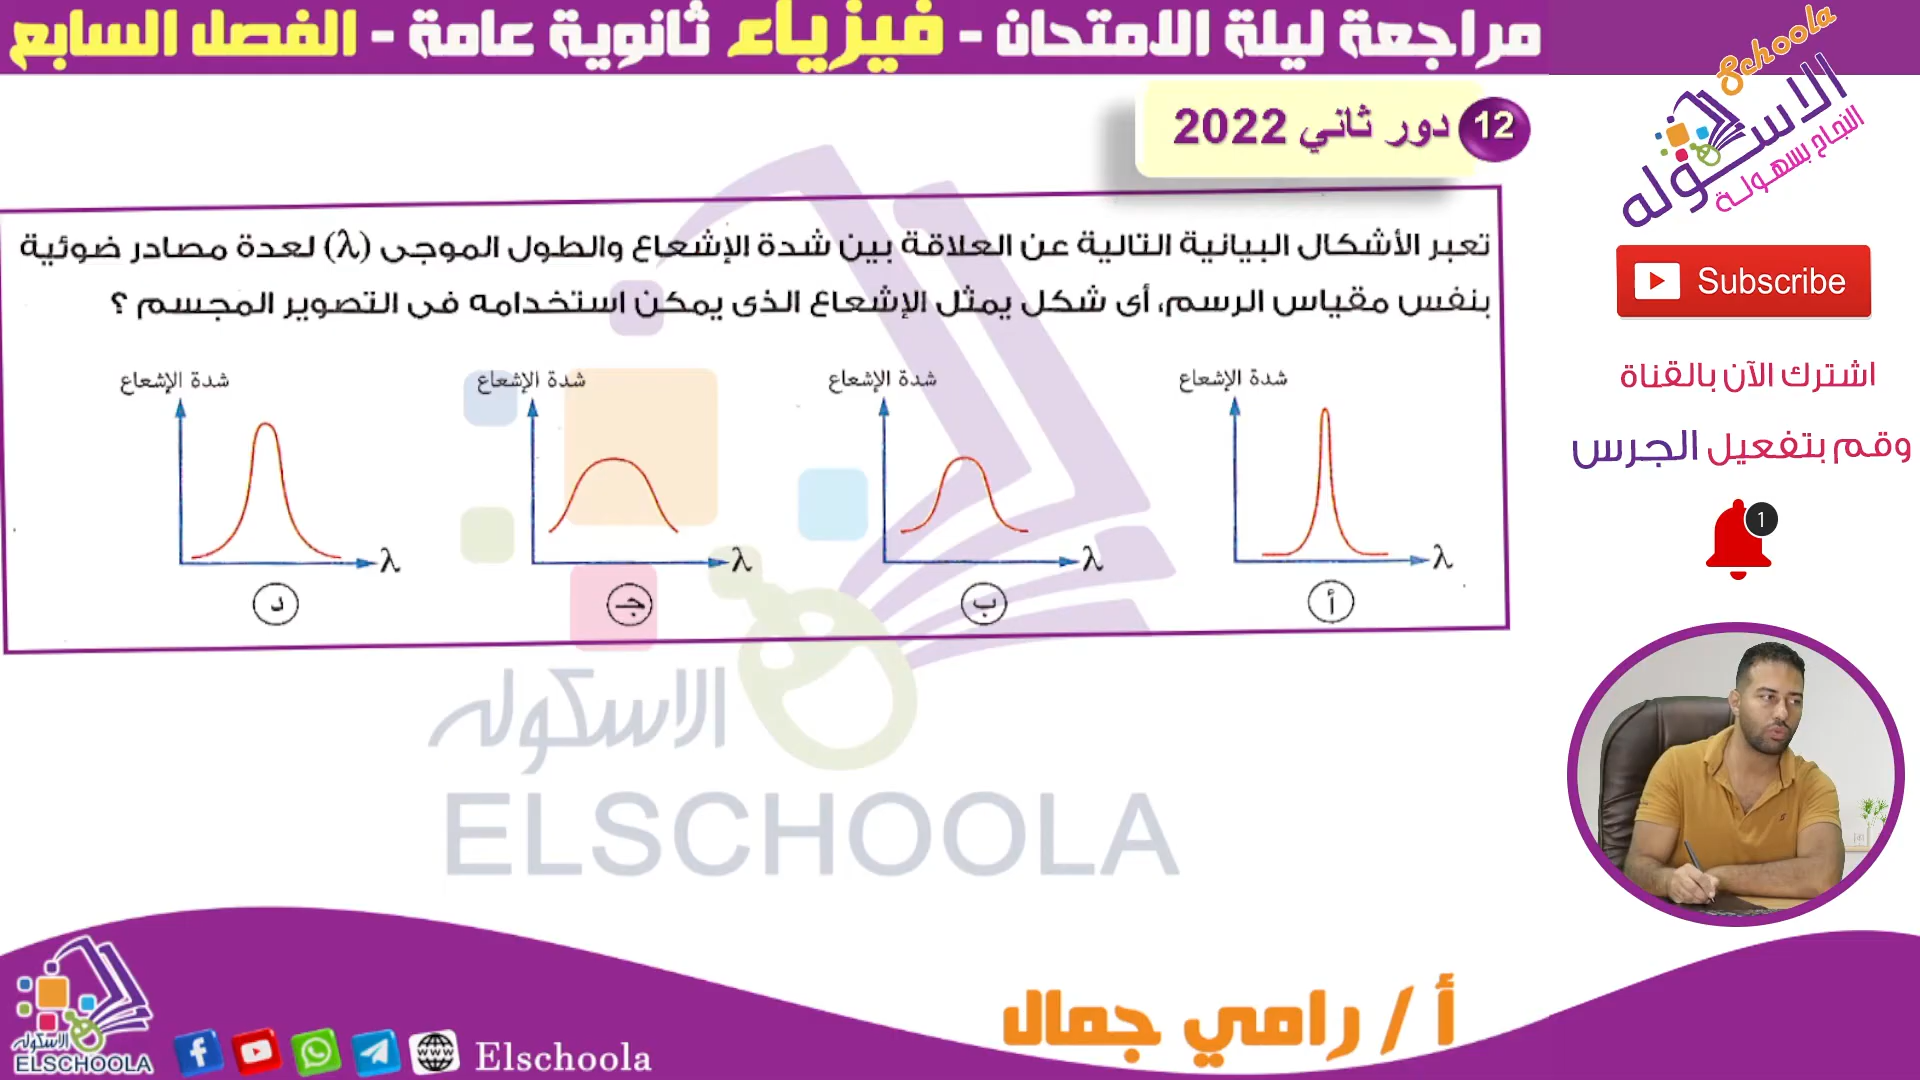 مراجعة ليلة الامتحان - فيزياء ثانوية عامة - الفصل السابع
Schoola
الاسكوله
النجاح بسهولة
12 دور ثاني 2022
تعبر الأشكال البيانية التالية عن العلاقة بين شدة الإشعاع والطول الموجى (λ) لعدة مصادر ضوئية
بنفس مقياس الرسم، أى شكل يمثل الإشعاع الذى يمكن استخدامه فى التصوير المجسم ؟
شدة الإشعاع
λ
أ
شدة الإشعاع
λ
ب
شدة الإشعاع
λ
جـ
شدة الإشعاع
λ
د
Subscribe
اشترك الآن بالقناة
وقم بتفعيل الجرس
1
الاسكوله
ELSCHOOLA
أ / رامي جمال
الاسكوله
ELSCHOOLA
www
Elschoola